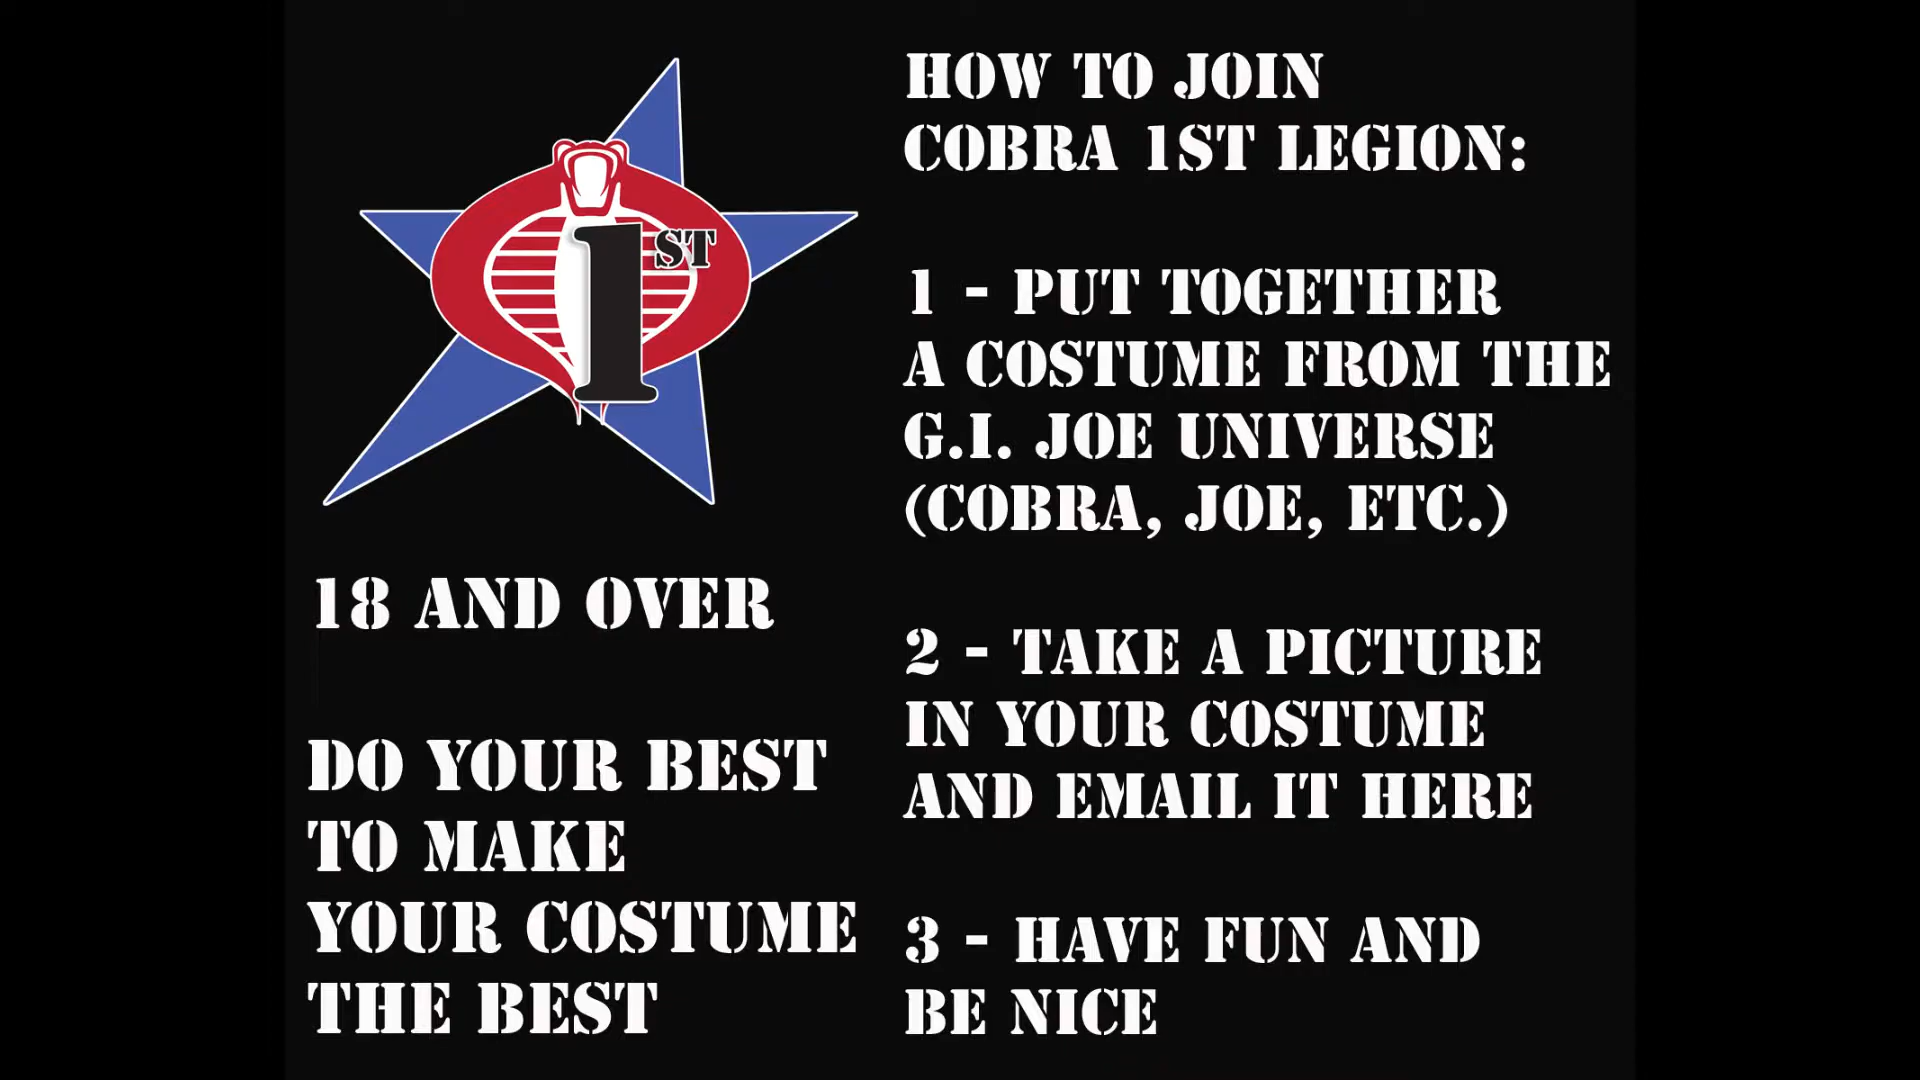 1ST
18 AND OVER
DO YOUR BEST
TO MAKE
YOUR COSTUME
THE BEST
HOW TO JOIN
COBRA 1ST LEGION:
1 - PUT TOGETHER
A COSTUME FROM THE
G.I. JOE UNIVERSE
(COBRA, JOE, ETC.)
2 - TAKE A PICTURE
IN YOUR COSTUME
AND EMAIL IT HERE
3 - HAVE FUN AND
BE NICE